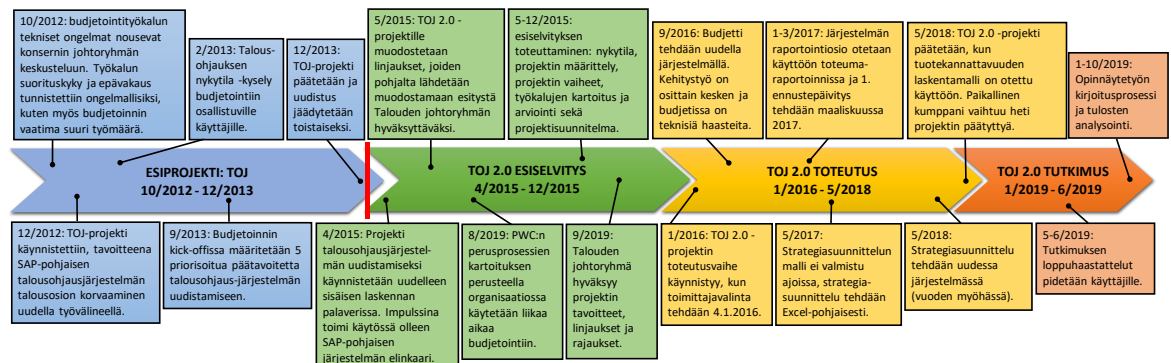 10/2012: budjetointityökalun
tekniset ongelmat nousevat
konsernin johtoryhmän
keskusteluun. Työkalun
suorituskyky ja epävakaus
tunnistettiin ongelmallisiksi,
kuten myös budjetoinnin
vaatima suuri työmäärä.
2/2013: Talous-
ohjauksen
nykytila -kysely
budjetointiin
osallistuville
käyttäjille.
12/2013:
TOJ-projekti
päätetään ja
uudistus
jäädytetään
toistaiseksi.
5/2015: TOJ 2.0 -
projektille
muodostetaan
linjaukset, joiden
pohjalta lähdetään
muodostamaan esitystä
Talouden johtoryhmän
hyväksyttäväksi.
5-12/2015:
esiselvityksen
toteuttaminen: nykytila,
projektin määrittely,
projektin vaiheet,
työkalujen kartoitus ja
arviointi sekä
projektisuunnitelma.
9/2016: Budjetti
tehdään uudella
järjestelmällä.
Kehitystyö on
osittain kesken ja
budjetissa on
teknisiä haasteita.
1-3/2017: Järjestelmän
raportointiosio otetaan
käyttöön toteuma-
raportoinnissa ja 1.
ennustepäivitys
tehdään maaliskuussa
2017.
5/2018: TOJ 2.0 -projekti
päätetään, kun
tuotekannattavuuden
laskentamalli on otettu
käyttöön. Paikallinen
kumppani vaihtuu heti
projektin päätyttyä.
1-10/2019:
Opinnäytetyön
kirjoitusprosessi
ja tulosten
analysointi.
ESIPROJEKTI: TOJ
10/2012 - 12/2013
TOJ 2.0 ESISELVITYS
4/2015 - 12/2015
TOJ 2.0 TOTEUTUS
1/2016 - 5/2018
TOJ 2.0 TUTKIMUS
1/2019 - 6/2019
12/2012: TOJ-projekti
käynnistettiin, tavoitteena
SAP-pohjaisen
talousohjausjärjestelmän
talousosion korvaaminen
uudella työvälineellä.
9/2013: Budjetoinnin
kick-offissa määritetään 5
priorisoitua päätavoitetta
talousohjaus-järjestelmän
uudistamiseen.
4/2015: Projekti
talousohjausjärjestel-
män uudistamiseksi
käynnistetään uudelleen
sisäisen laskennan
palaverissa. Impulssina
toimi käytössä olleen
SAP-pohjaisen
järjestelmän elinkaari.
8/2019: PWC:n
perusprosessien
kartoituksen
perusteella
organisaatiossa
käytetään liikaa
aikaa
budjetointiin.
9/2019:
Talouden
johtoryhmä
hyväksyy
projektin
tavoitteet,
linjaukset ja
rajaukset.
1/2016: TOJ 2.0 -
projektin
toteutusvaihe
käynnistyy, kun
toimittajavalinta
tehdään 4.1.2016.
5/2017:
Strategiasuunnittelun
malli ei valmistu
ajoissa, strategia-
suunnittelu tehdään
Excel-pohjaisesti.
5/2018:
Strategiasuunnittelu
tehdään uudessa
järjestelmässä
(vuoden myöhässä).
5-6/2019:
Tutkimuksen
loppuhaastattelut
pidetään käyttäjille.